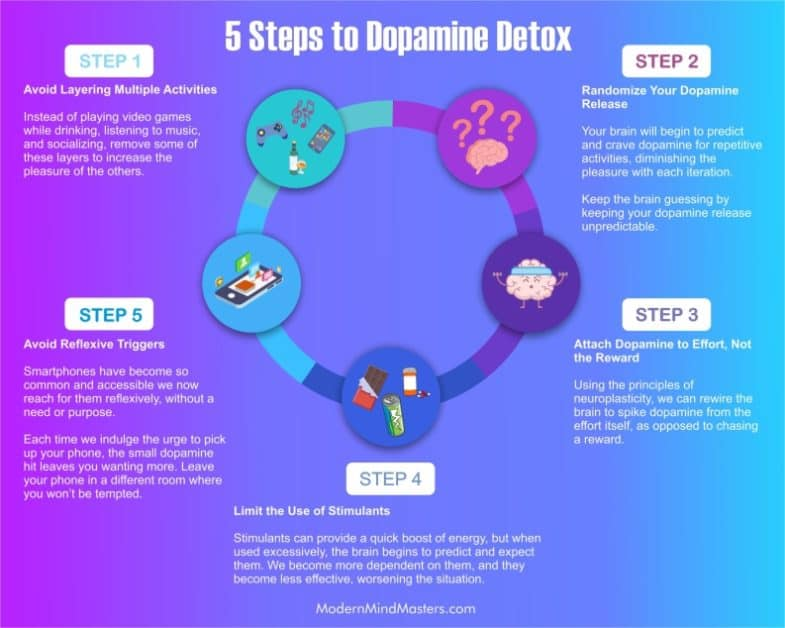 5 Steps to Dopamine Detox
STEP 1
Avoid Layering Multiple Activities
Instead of playing video games
while drinking, listening to music,
and socializing, remove some of
these layers to increase the
pleasure of the others.
STEP 2
Randomize Your Dopamine
Release
Your brain will begin to predict
and crave dopamine for repetitive
activities, diminishing the
pleasure with each iteration.
Keep the brain guessing by
keeping your dopamine release
unpredictable.
STEP 3
Attach Dopamine to Effort, Not
the Reward
Using the principles of
neuroplasticity, we can rewire the
brain to spike dopamine from the
effort itself, as opposed to chasing
a reward.
STEP 4
Limit the Use of Stimulants
Stimulants can provide a quick boost of energy, but when
used excessively, the brain begins to predict and expect
them. We become more dependent on them, and they
become less effective, worsening the situation.
STEP 5
Avoid Reflexive Triggers
Smartphones have become so
common and accessible we now
reach for them reflexively, without a
need or purpose.
Each time we indulge the urge to pick
up your phone, the small dopamine
hit leaves you wanting more. Leave
your phone in a different room where
you won't be tempted.
ModernMindMasters.com